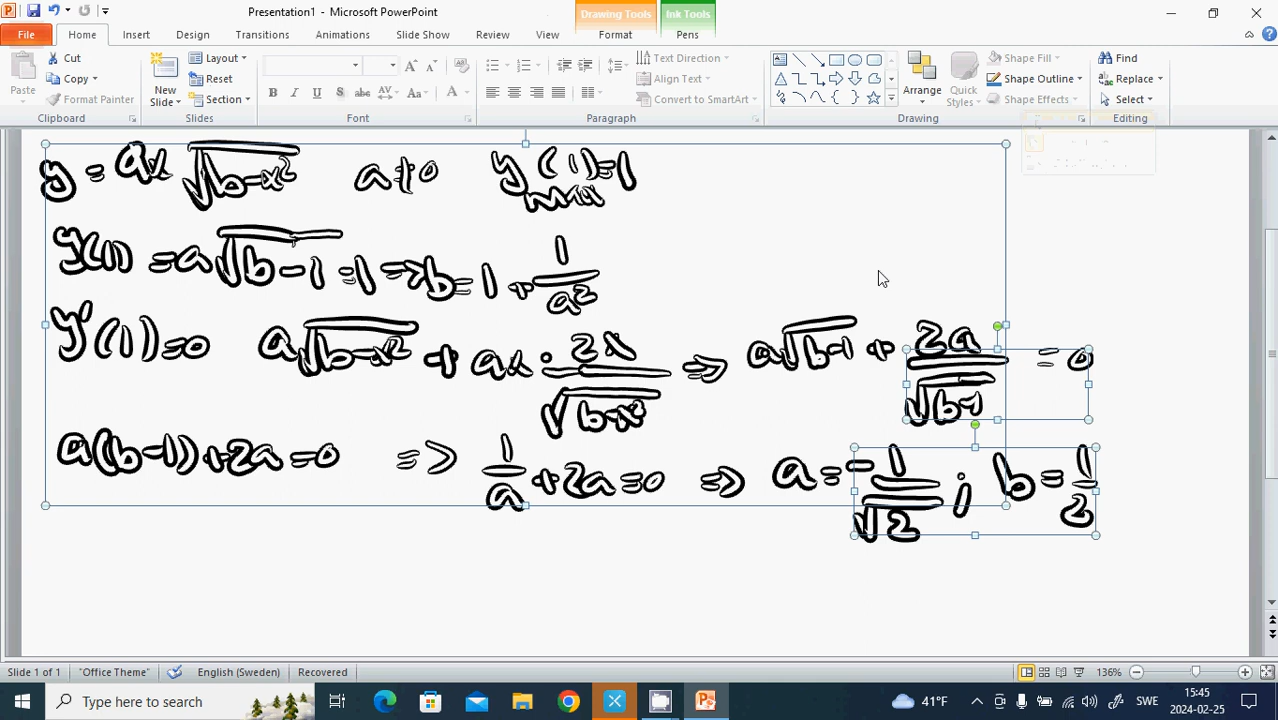 Presentation1 - Microsoft PowerPoint
Drawing Tools
Ink Tools
File Home Insert Design Transitions Animations Slide Show Review View Format Pens
Paste
Cut
Copy
Format Painter
Clipboard
New Slide
Layout
Reset
Section
Slides
B I U S abc AV Aa A
Font
Text Direction
Align Text
Convert to SmartArt
Paragraph
Arrange
Quick Styles
Shape Fill
Shape Outline
Shape Effects
Drawing
Find
Replace
Select
Editing
y = ax √(b-x²) a≠0 y(1)=1
max
y(1) = a√(b-1) = 1 => b = 1 + 1/a²
y'(1)=0 a√(b-x²) + ax · 2x/√(b-x²) => a√(b-1) + 2a/√(b-1) = 0
a(b-1)+2a=0 => 1/a + 2a = 0 => a = -1/√2 ; b = 1/2
Slide 1 of 1 "Office Theme" English (Sweden) Recovered 136%
Type here to search
41°F SWE
15:45
2024-02-25